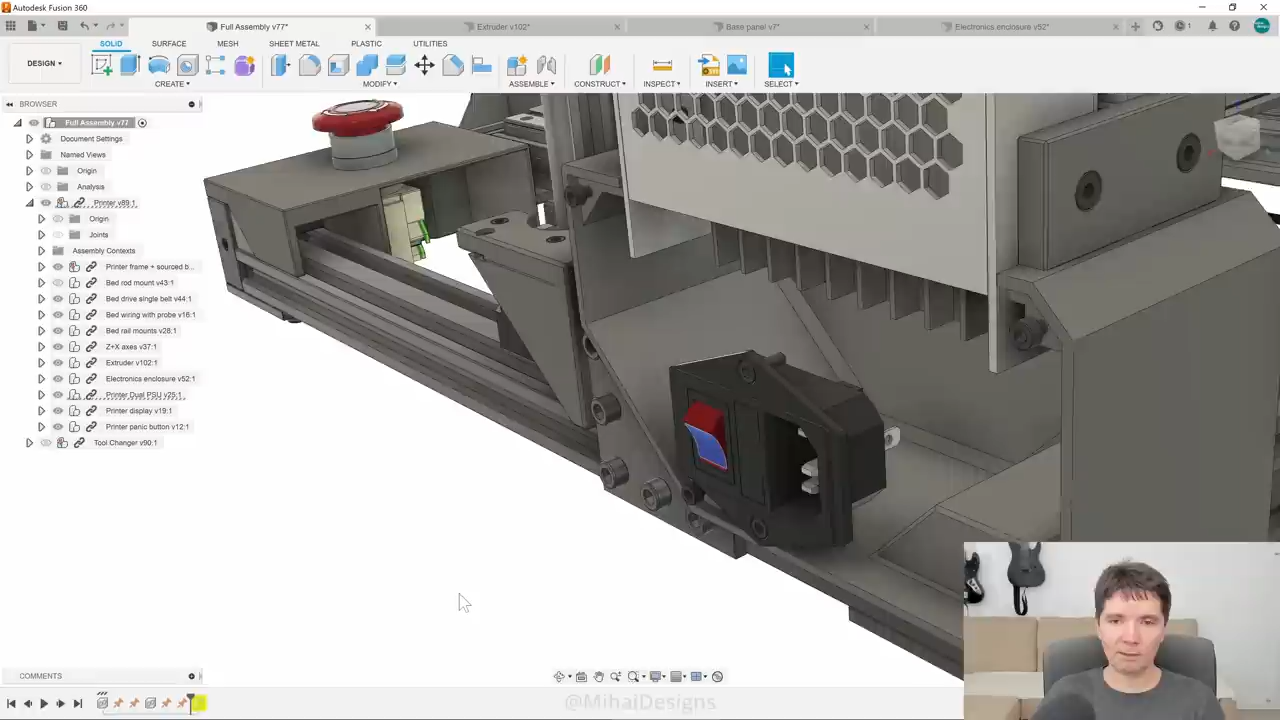 Autodesk Fusion 360
Full Assembly v77*
Extruder v102*
Base panel v7*
Electronics enclosure v52*
1
DESIGN
SOLID
SURFACE
MESH
SHEET METAL
PLASTIC
UTILITIES
CREATE
MODIFY
ASSEMBLE
CONSTRUCT
INSPECT
INSERT
SELECT
BROWSER
Full Assembly v77
Document Settings
Named Views
Origin
Analysis
Printer v89:1
Origin
Joints
Assembly Contexts
Printer frame + sourced b...
Bed rod mount v43:1
Bed drive single belt v44:1
Bed wiring with probe v16:1
Bed rail mounts v28:1
Z+X axes v37:1
Extruder v102:1
Electronics enclosure v52:1
Printer Dual PSU v25:1
Printer display v19:1
Printer panic button v12:1
Tool Changer v90:1
COMMENTS
@MihaiDesigns